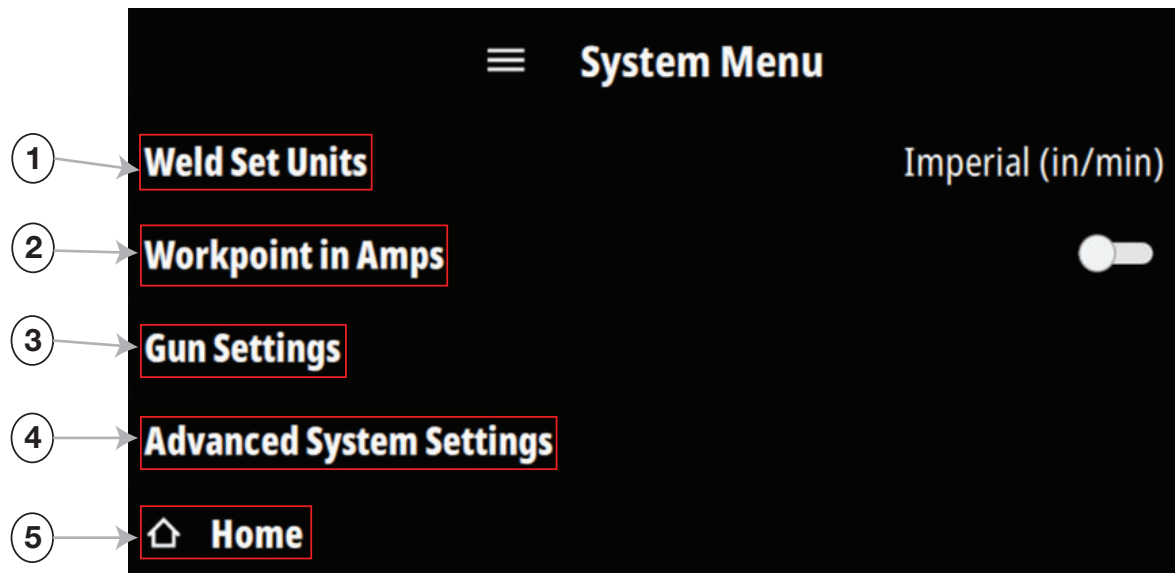 System Menu
1 Weld Set Units Imperial (in/min)
2 Workpoint in Amps
3 Gun Settings
4 Advanced System Settings
5 Home